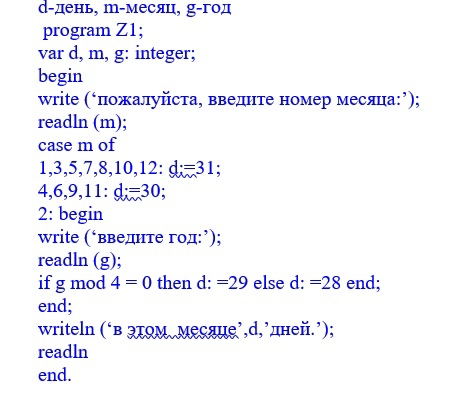 d-день, m-месяц, g-год
program Z1;
var d, m, g: integer;
begin
write (‘пожалуйста, введите номер месяца:’);
readln (m);
case m of
1,3,5,7,8,10,12: d:=31;
4,6,9,11: d:=30;
2: begin
write (‘введите год:’);
readln (g);
if g mod 4 = 0 then d: =29 else d: =28 end;
end;
writeln (‘в этом  месяце’,d,’дней.’);
readln
end.